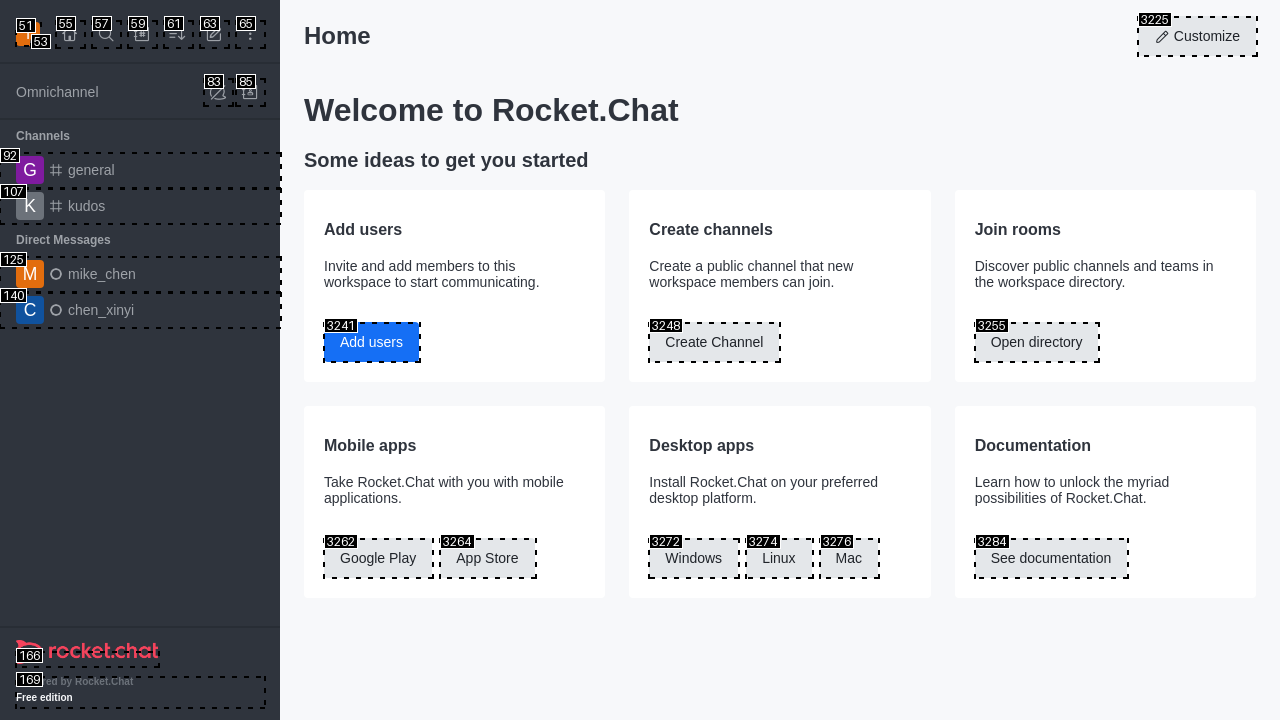 51
53
55
57
59
61
63
65
Omnichannel
83
85
Channels
92
G general
107
K kudos
Direct Messages
125
M mike_chen
140
C chen_xinyi
166
rocket.chat
169
ed by Rocket.Chat
Free edition
Home
3225
Customize
Welcome to Rocket.Chat
Some ideas to get you started
Add users
Invite and add members to this
workspace to start communicating.
3241
Add users
Create channels
Create a public channel that new
workspace members can join.
3248
Create Channel
Join rooms
Discover public channels and teams in
the workspace directory.
3255
Open directory
Mobile apps
Take Rocket.Chat with you with mobile
applications.
3262
Google Play
3264
App Store
Desktop apps
Install Rocket.Chat on your preferred
desktop platform.
3272
Windows
3274
Linux
3276
Mac
Documentation
Learn how to unlock the myriad
possibilities of Rocket.Chat.
3284
See documentation